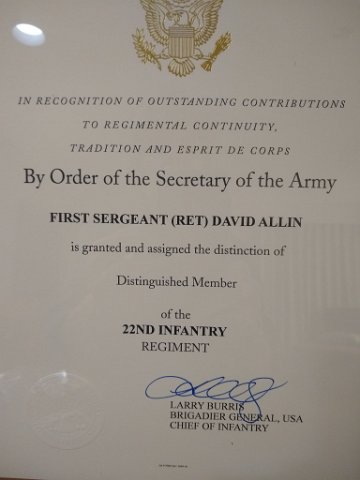 IN RECOGNITION OF OUTSTANDING CONTRIBUTIONS
TO REGIMENTAL CONTINUITY,
TRADITION AND ESPRIT DE CORPS
By Order of the Secretary of the Army
FIRST SERGEANT (RET) DAVID ALLIN
is granted and assigned the distinction of
Distinguished Member
of the
22ND INFANTRY
REGIMENT
LARRY BURRIS
BRIGADIER GENERAL, USA
CHIEF OF INFANTRY